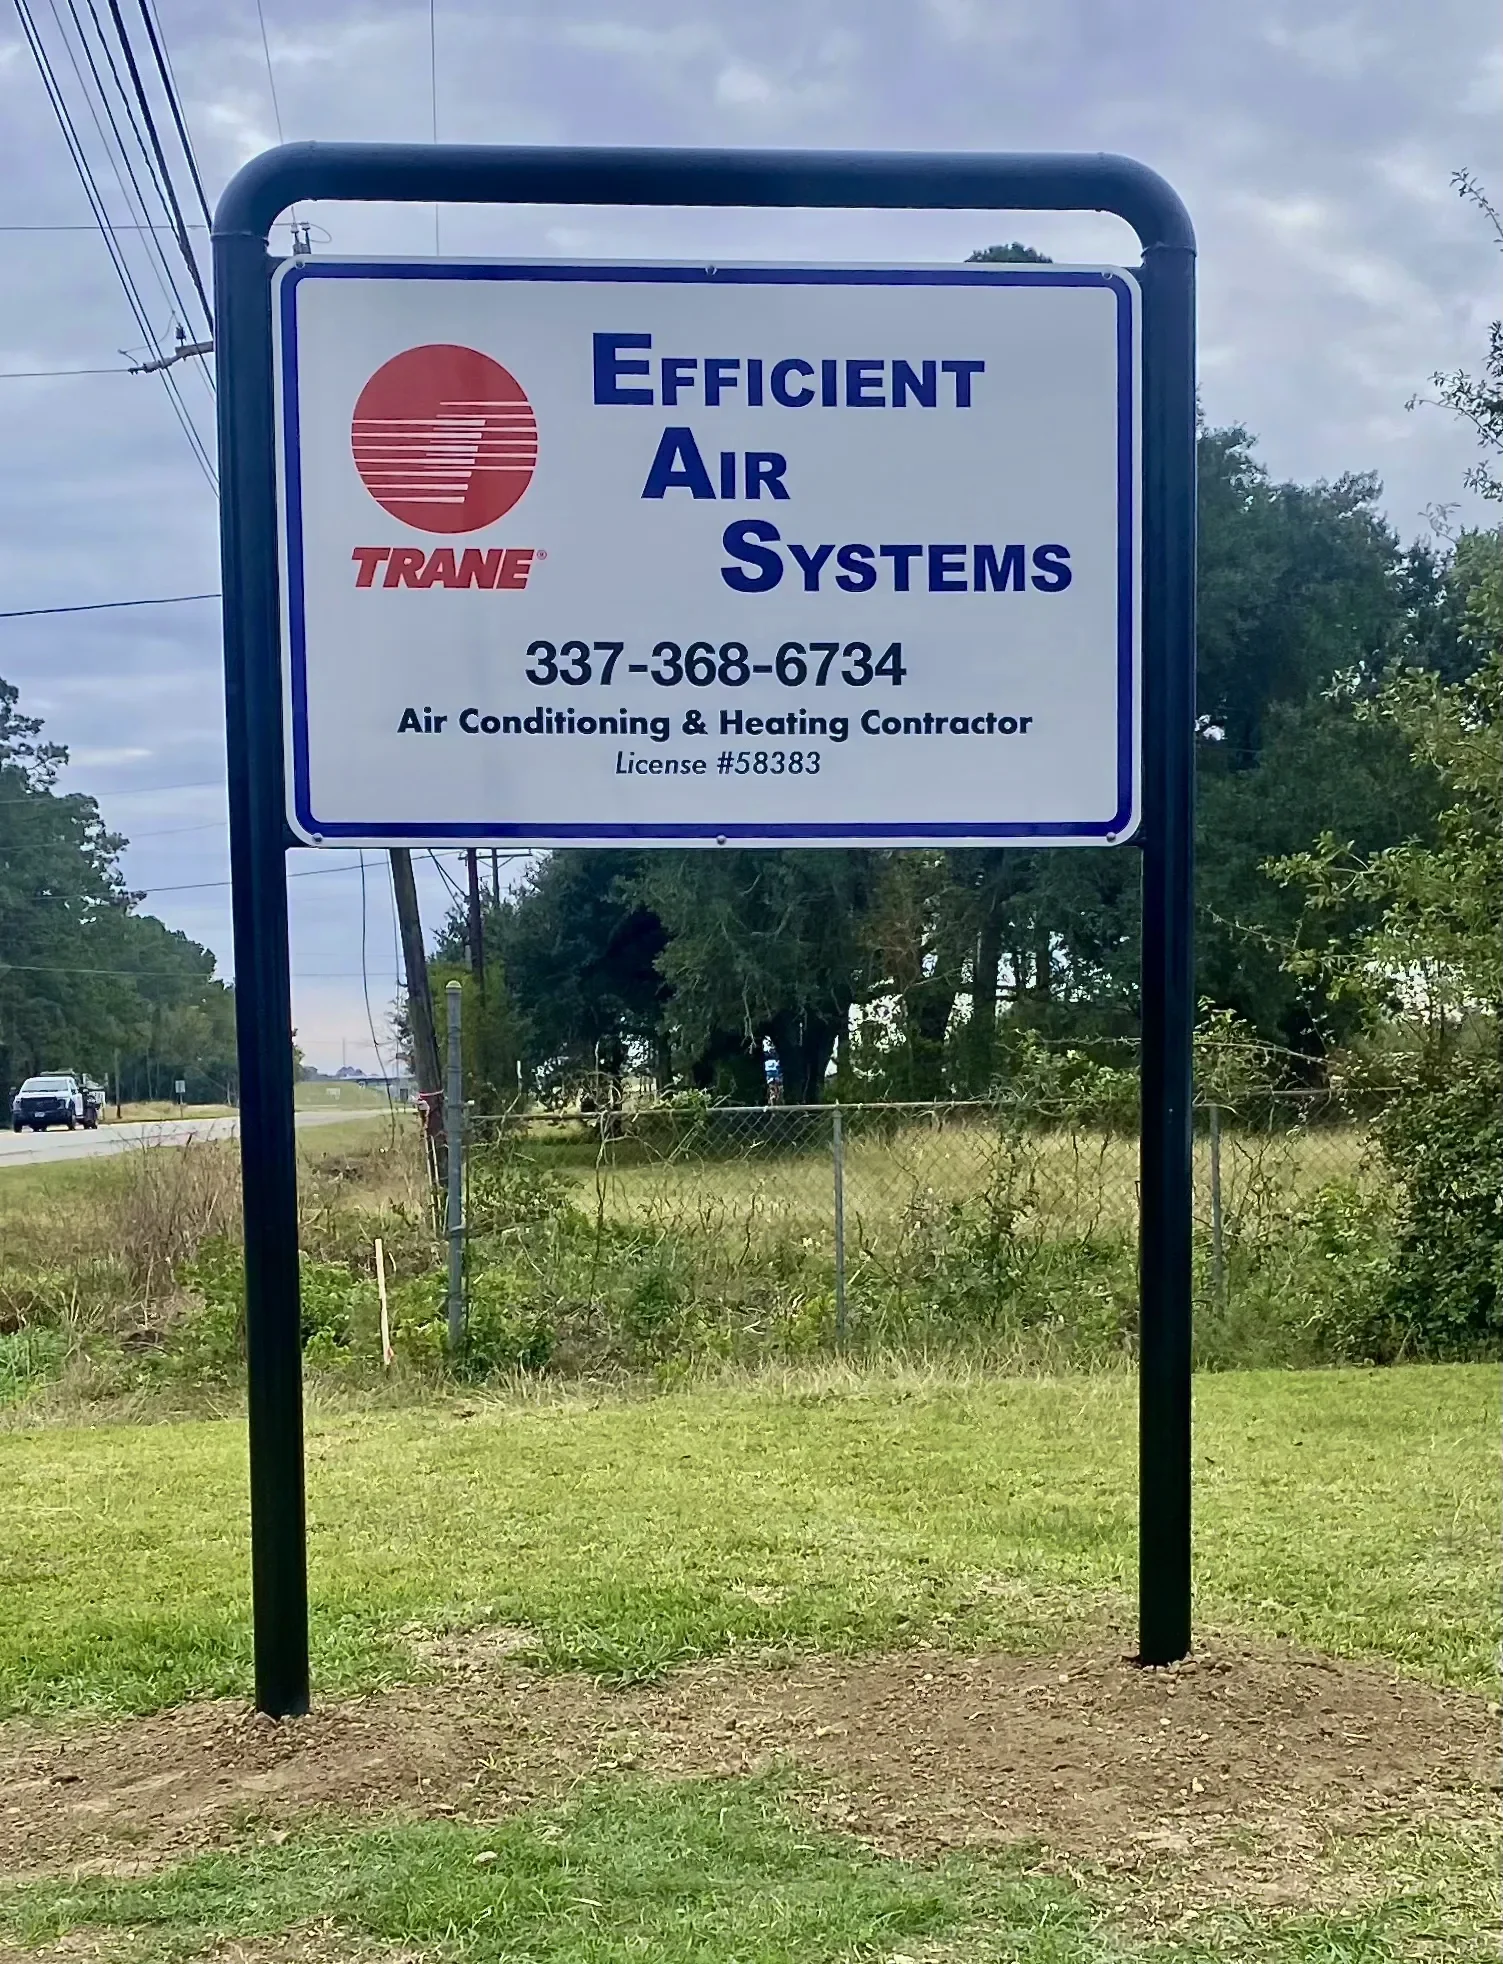 TRANE®
EFFICIENT
AIR
SYSTEMS
337-368-6734
Air Conditioning & Heating Contractor
License #58383